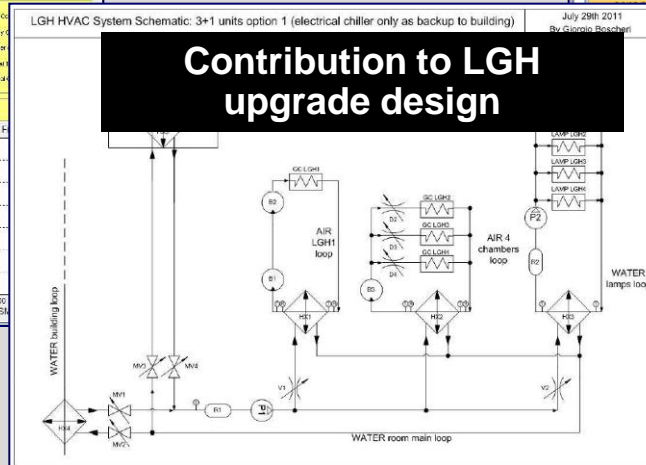 LGH HVAC System Schematic: 3+1 units option 1 (electrical chiller only as backup to building)
July 29th 2011
By Giorgio Boscheri
Contribution to LGH
upgrade design
LAMP LGH2
LAMP LGH3
LAMP LGH4
GC LGH1
B2
AIR
LGH1
loop
B1
HX1
GC LGH2
D2
GC LGH3
D3
GC LGH4
D4
AIR 4
chambers
loop
B3
HX2
P2
R2
WATER
lamps loop
HX3
WATER building loop
MV3
MV4
V1
V2
MV1
MV2
HX4
R1
P1
WATER room main loop